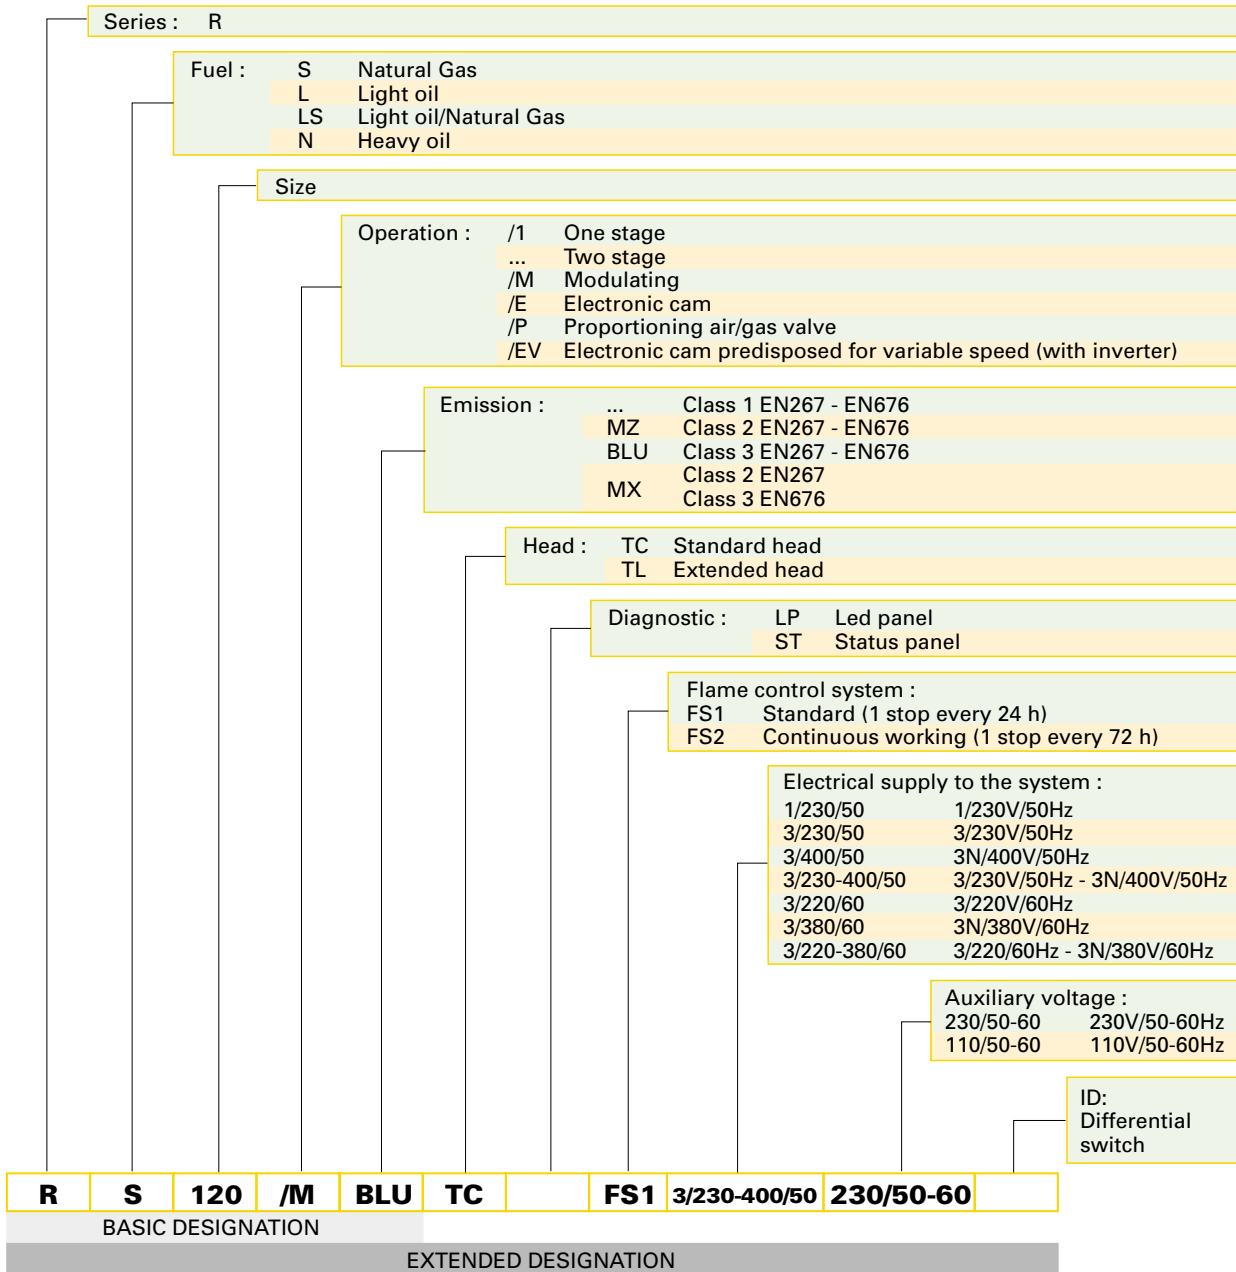 Series : R
Fuel : S Natural Gas
L Light oil
LS Light oil/Natural Gas
N Heavy oil
Size
Operation : /1 One stage
... Two stage
/M Modulating
/E Electronic cam
/P Proportioning air/gas valve
/EV Electronic cam predisposed for variable speed (with inverter)
Emission : ... Class 1 EN267 - EN676
MZ Class 2 EN267 - EN676
BLU Class 3 EN267 - EN676
MX Class 2 EN267
Class 3 EN676
Head : TC Standard head
TL Extended head
Diagnostic : LP Led panel
ST Status panel
Flame control system :
FS1 Standard (1 stop every 24 h)
FS2 Continuous working (1 stop every 72 h)
Electrical supply to the system :
1/230/50 1/230V/50Hz
3/230/50 3/230V/50Hz
3/400/50 3N/400V/50Hz
3/230-400/50 3/230V/50Hz - 3N/400V/50Hz
3/220/60 3/220V/60Hz
3/380/60 3N/380V/60Hz
3/220-380/60 3/220/60Hz - 3N/380V/60Hz
Auxiliary voltage :
230/50-60 230V/50-60Hz
110/50-60 110V/50-60Hz
ID:
Differential
switch
R S 120 /M BLU TC FS1 3/230-400/50 230/50-60
BASIC DESIGNATION
EXTENDED DESIGNATION